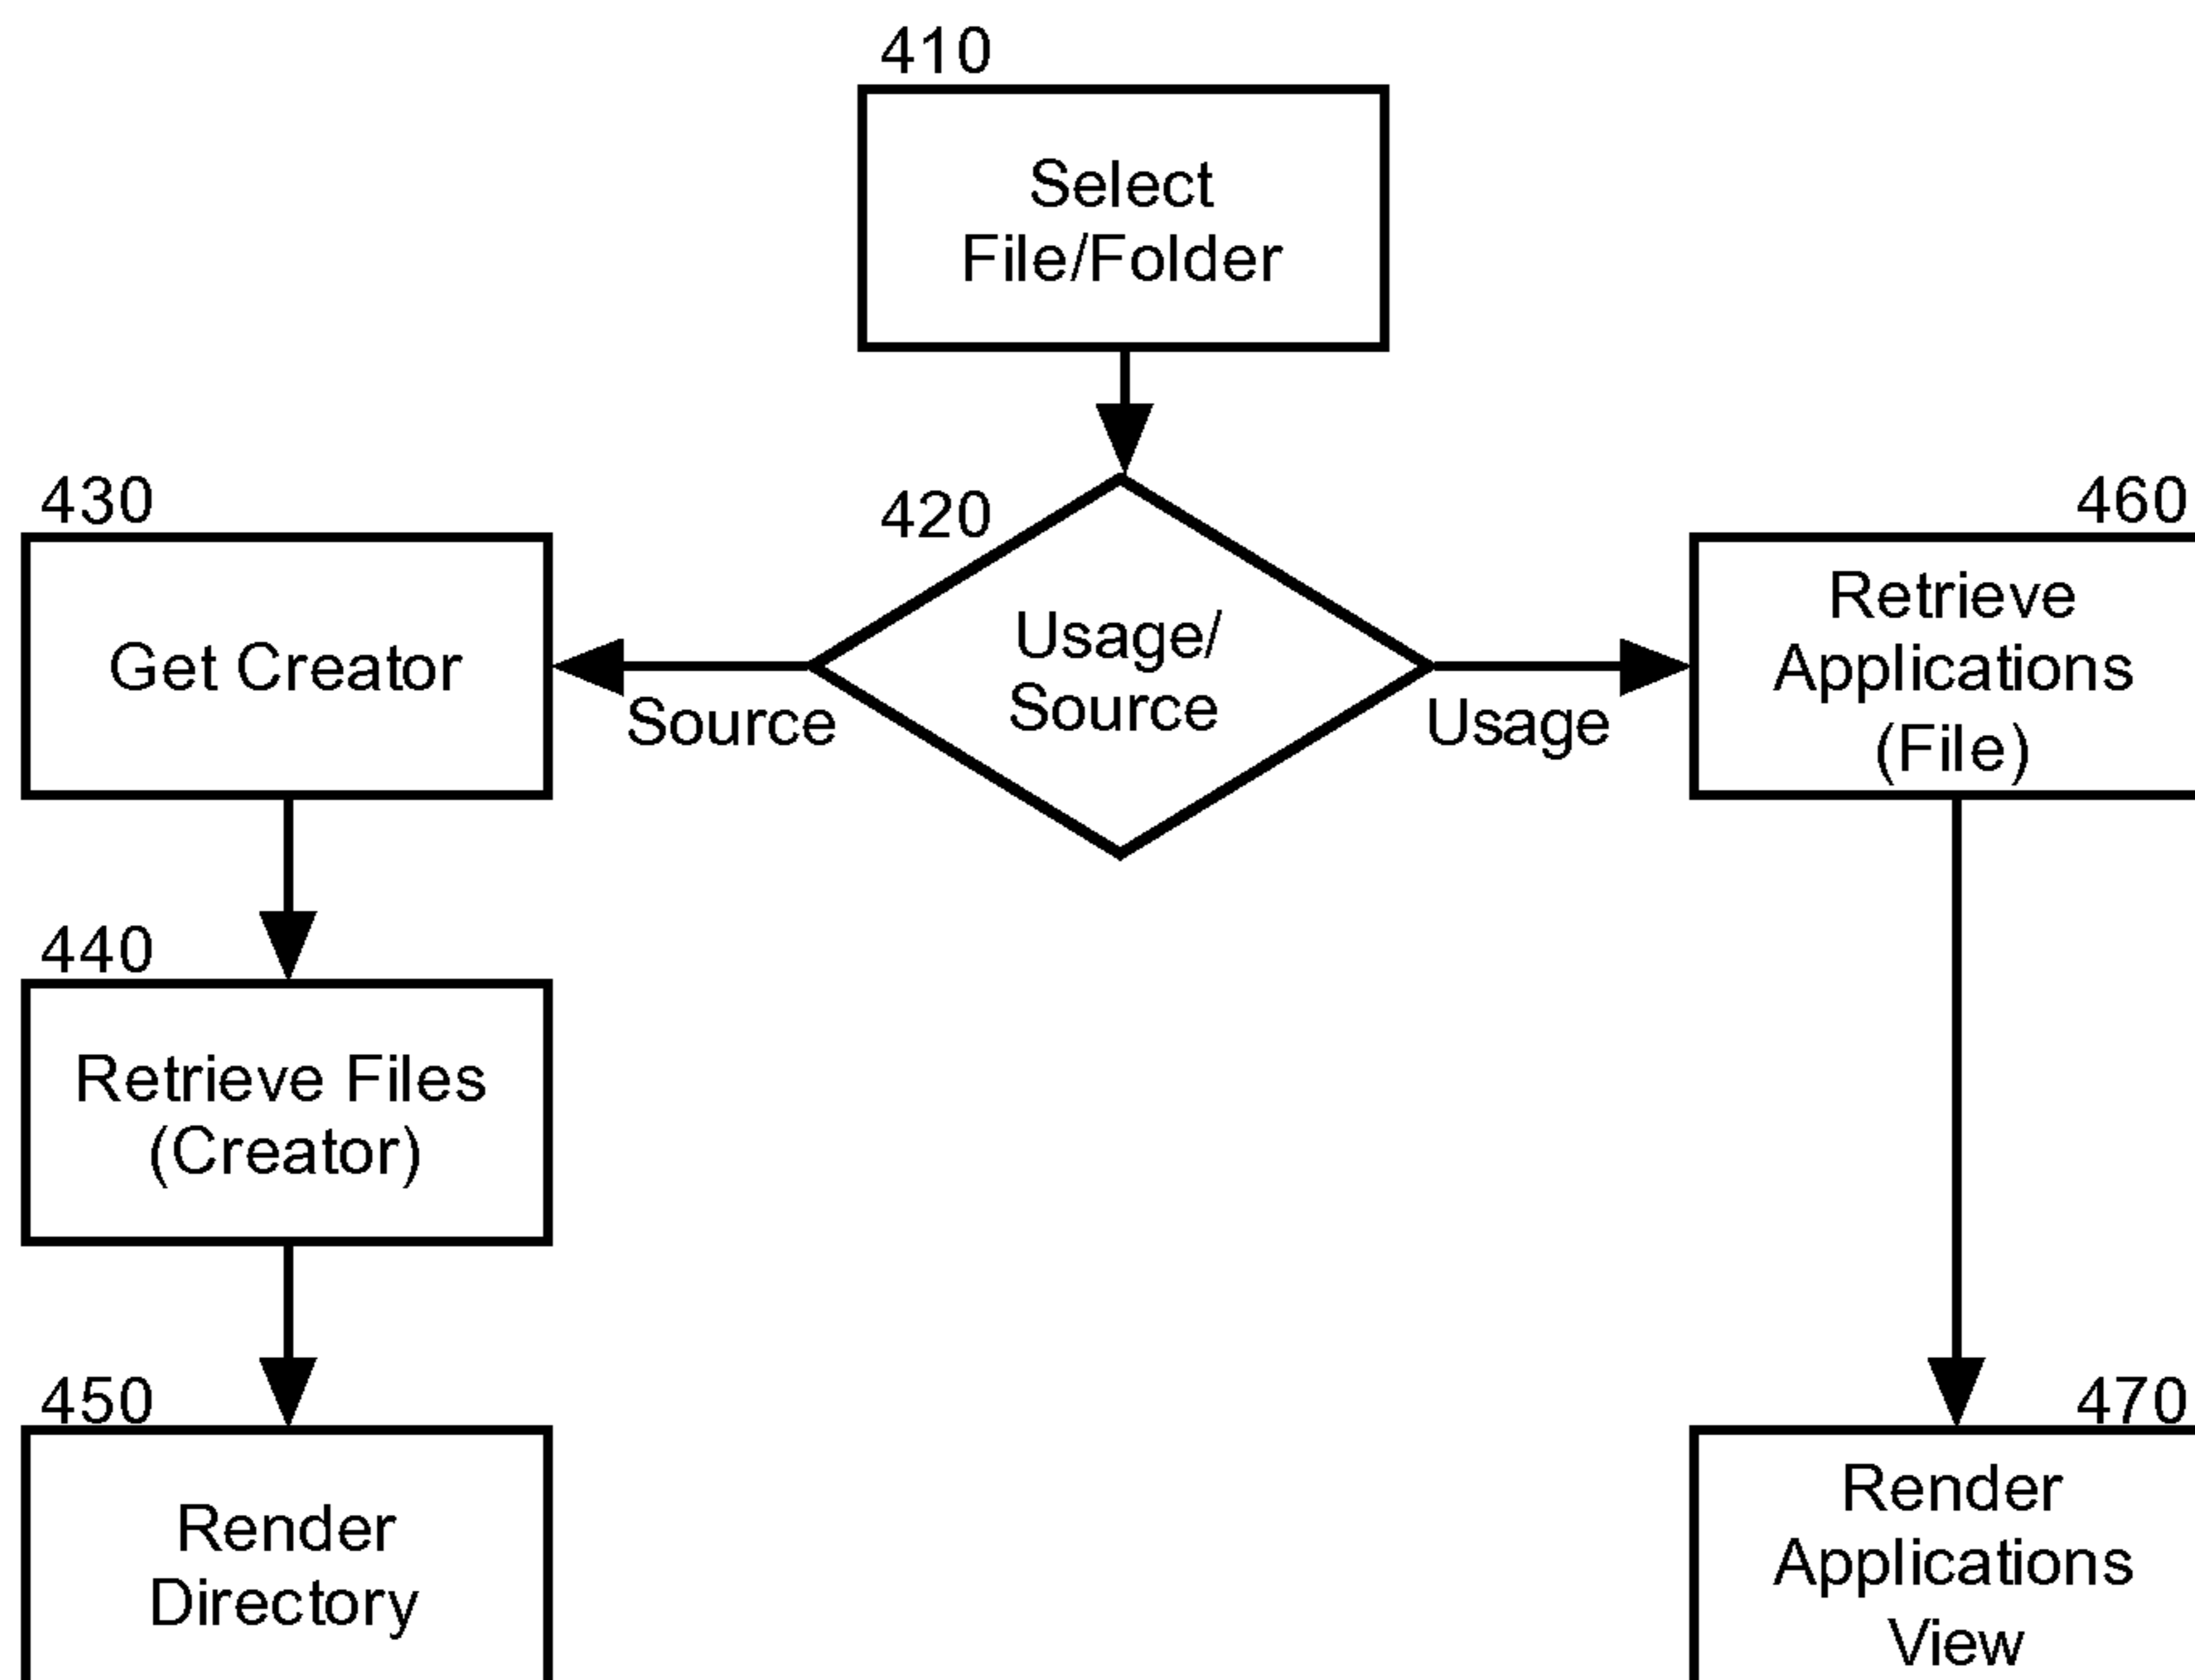 410
Select
File/Folder
420
Usage/
Source
Source
Usage
430
Get Creator
440
Retrieve Files
(Creator)
450
Render
Directory
460
Retrieve
Applications
(File)
470
Render
Applications
View